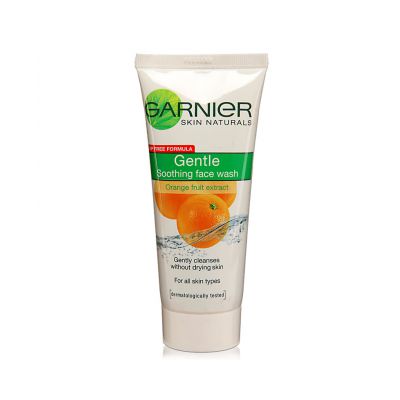 GARNIER
SKIN NATURALS
FREE FORMULA
Gentle
Soothing face wash
Orange fruit extract
Gently cleanses
without drying skin
For all skin types
dermatologically tested